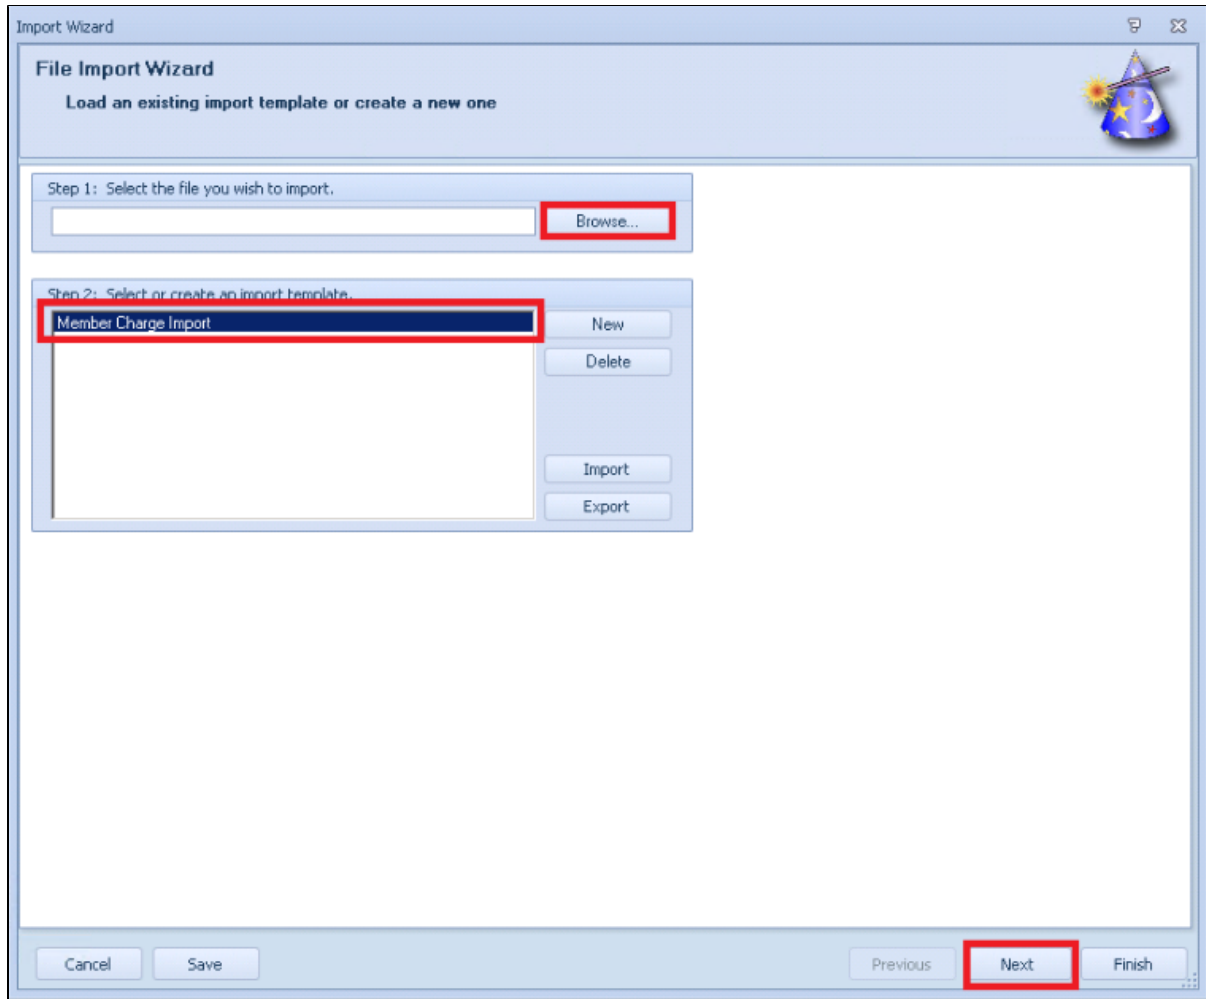 Import Wizard
File Import Wizard
Load an existing import template or create a new one
Step 1: Select the file you wish to import.
Browse...
Step 2: Select or create an import template.
Member Charge Import
New
Delete
Import
Export
Cancel
Save
Previous
Next
Finish